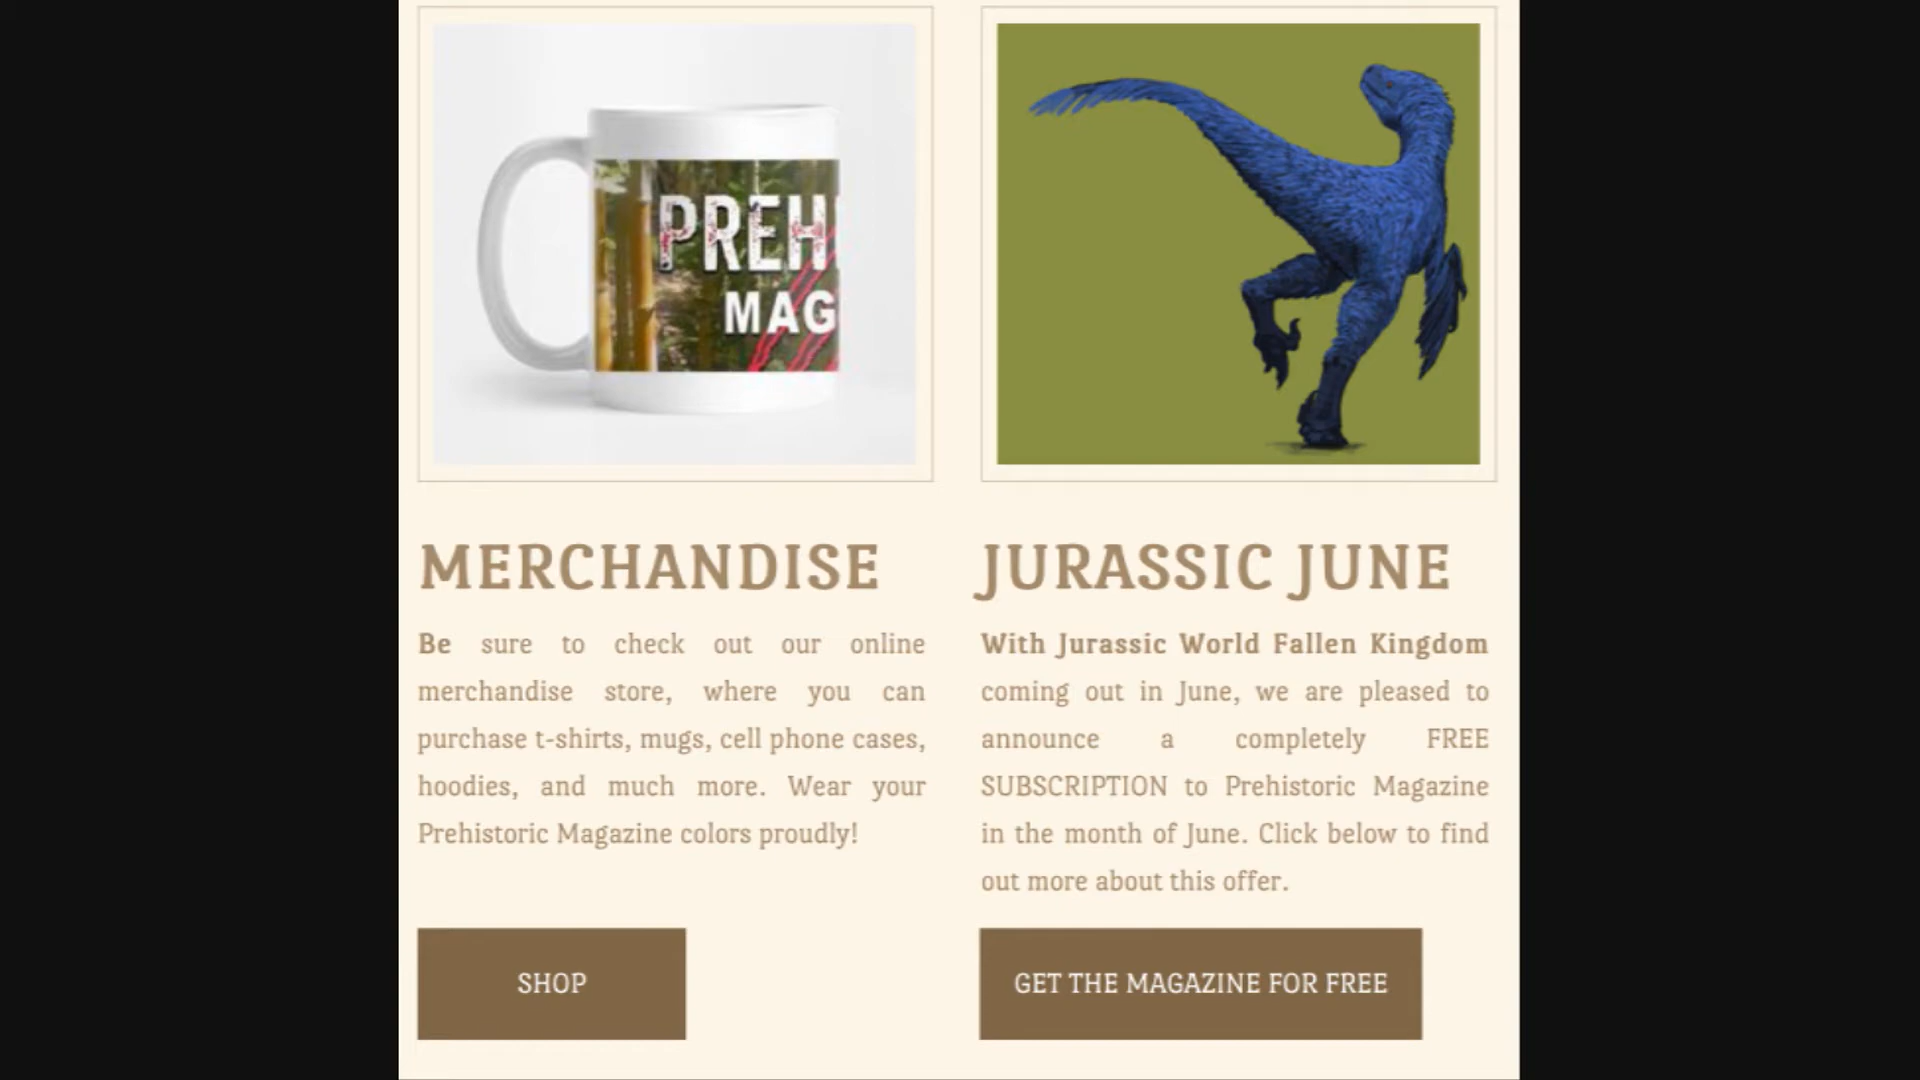 PREH
MAG
MERCHANDISE
Be sure to check out our online
merchandise store, where you can
purchase t-shirts, mugs, cell phone cases,
hoodies, and much more. Wear your
Prehistoric Magazine colors proudly!
SHOP
JURASSIC JUNE
With Jurassic World Fallen Kingdom
coming out in June, we are pleased to
announce a completely FREE
SUBSCRIPTION to Prehistoric Magazine
in the month of June. Click below to find
out more about this offer.
GET THE MAGAZINE FOR FREE